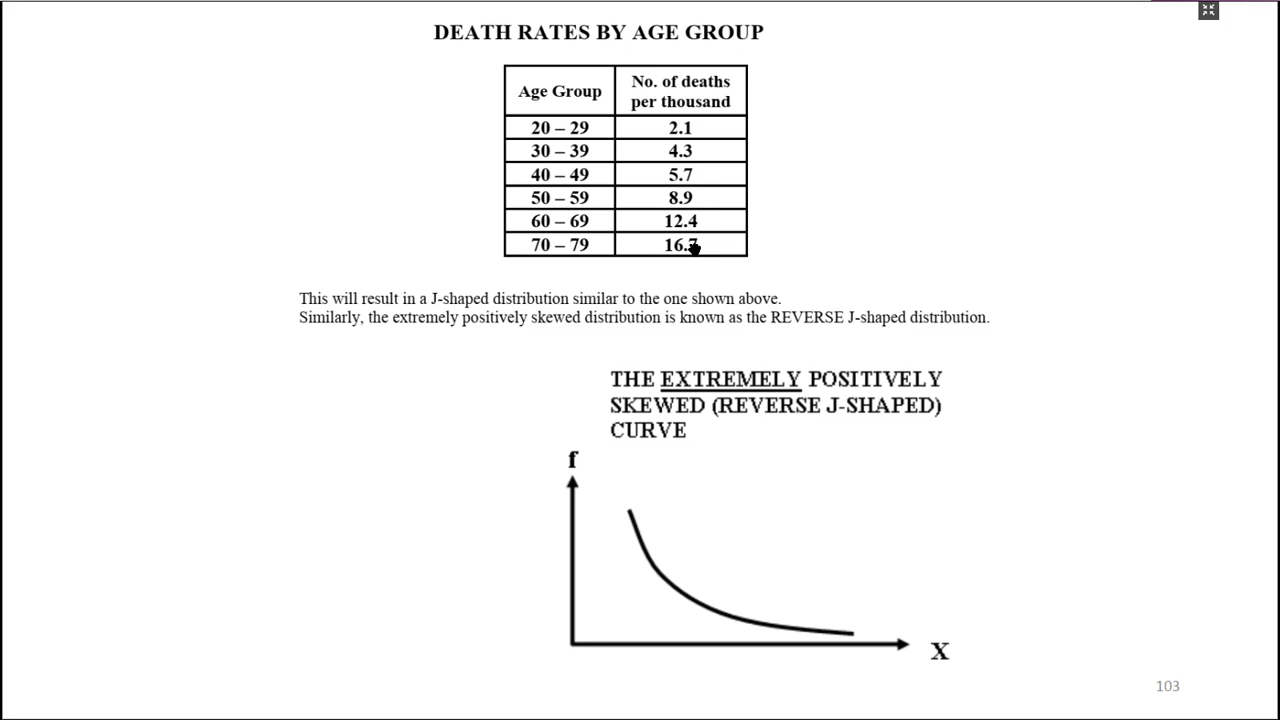 DEATH RATES BY AGE GROUP
Age Group No. of deaths per thousand
20 – 29 2.1
30 – 39 4.3
40 – 49 5.7
50 – 59 8.9
60 – 69 12.4
70 – 79
This will result in a J-shaped distribution similar to the one shown above.
Similarly, the extremely positively skewed distribution is known as the REVERSE J-shaped distribution.
THE EXTREMELY POSITIVELY
SKEWED (REVERSE J-SHAPED)
CURVE
f
X
103